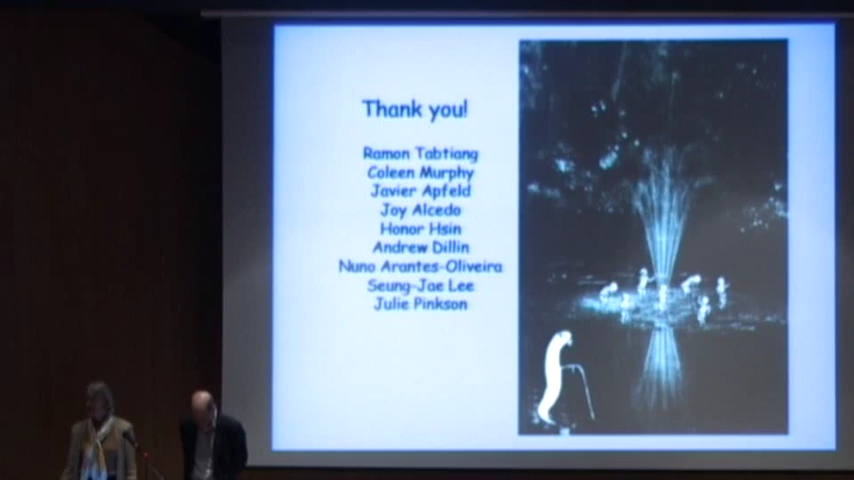 Thank you!
Ramon Tabtiang
Coleen Murphy
Javier Apfeld
Joy Alcedo
Honor Hsin
Andrew Dillin
Nuno Arantes-Oliveira
Seung-Jae Lee
Julie Pinkson